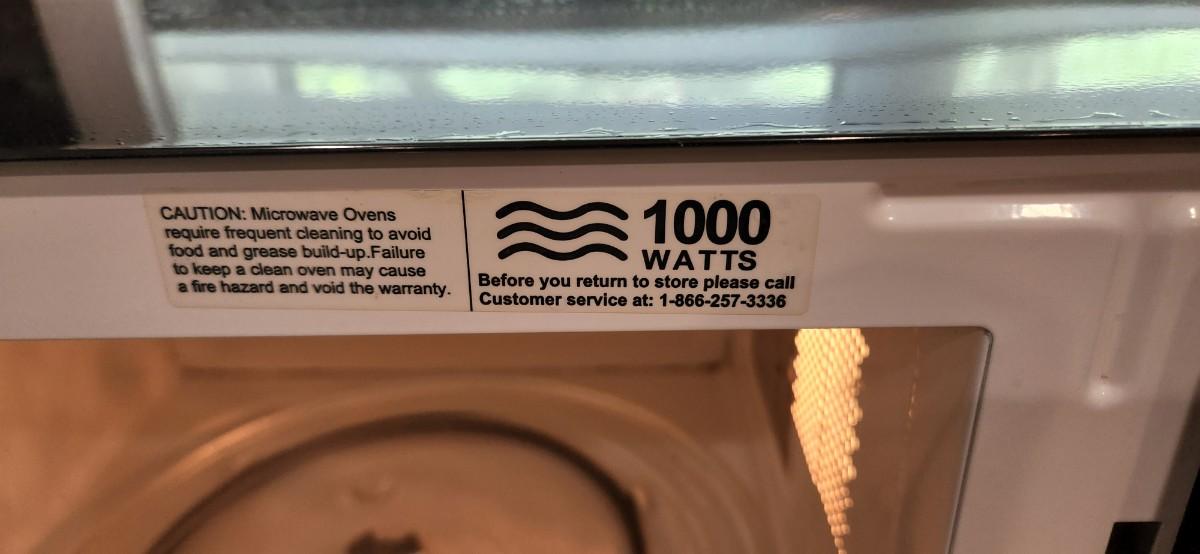 CAUTION: Microwave Ovens
require frequent cleaning to avoid
food and grease build-up.Failure
to keep a clean oven may cause
a fire hazard and void the warranty.
1000
WATTS
Before you return to store please call
Customer service at: 1-866-257-3336